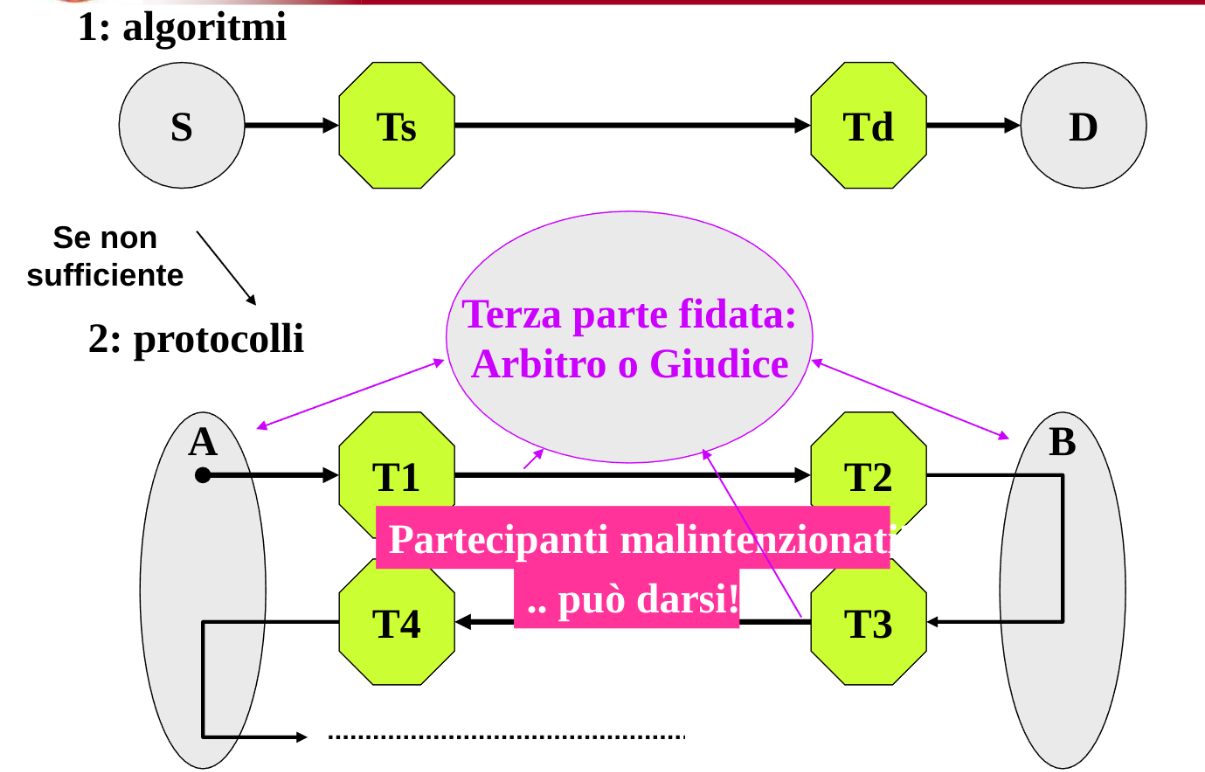 1: algoritmi
S
Ts
Td
D
Se non
sufficiente
2: protocolli
Terza parte fidata:
Arbitro o Giudice
A
B
T1
T2
Partecipanti malintenzionati
.. può darsi!
T4
T3